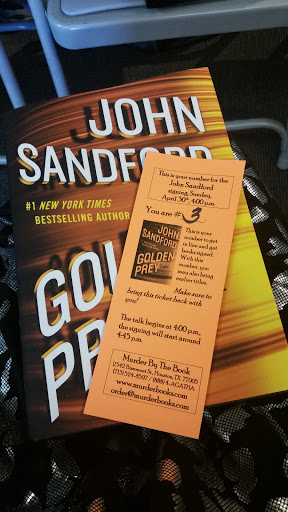 JOHN
SANDFORD
#1 NEW YORK TIMES
BESTSELLING AUTHOR
GOL
PR
This is your number for the
John Sandford
signing, Sunday,
April 30th, 4:00 p.m.
You are # 3
JOHN
SANDFORD
GOLDEN
PREY
This is your
number to get
in line and get
books signed.
With this
number, you
may also bring
earlier titles.
Make sure to
bring this ticket back with
you!
The talk begins at 4:00 p.m.,
the signing will start around
4:45 p.m.
Murder By The Book
2342 Bissonnet St., Houston, TX 77005
(713) 524-8597 / (888) 4-AGATHA
www.murderbooks.com
order@murderbooks.com